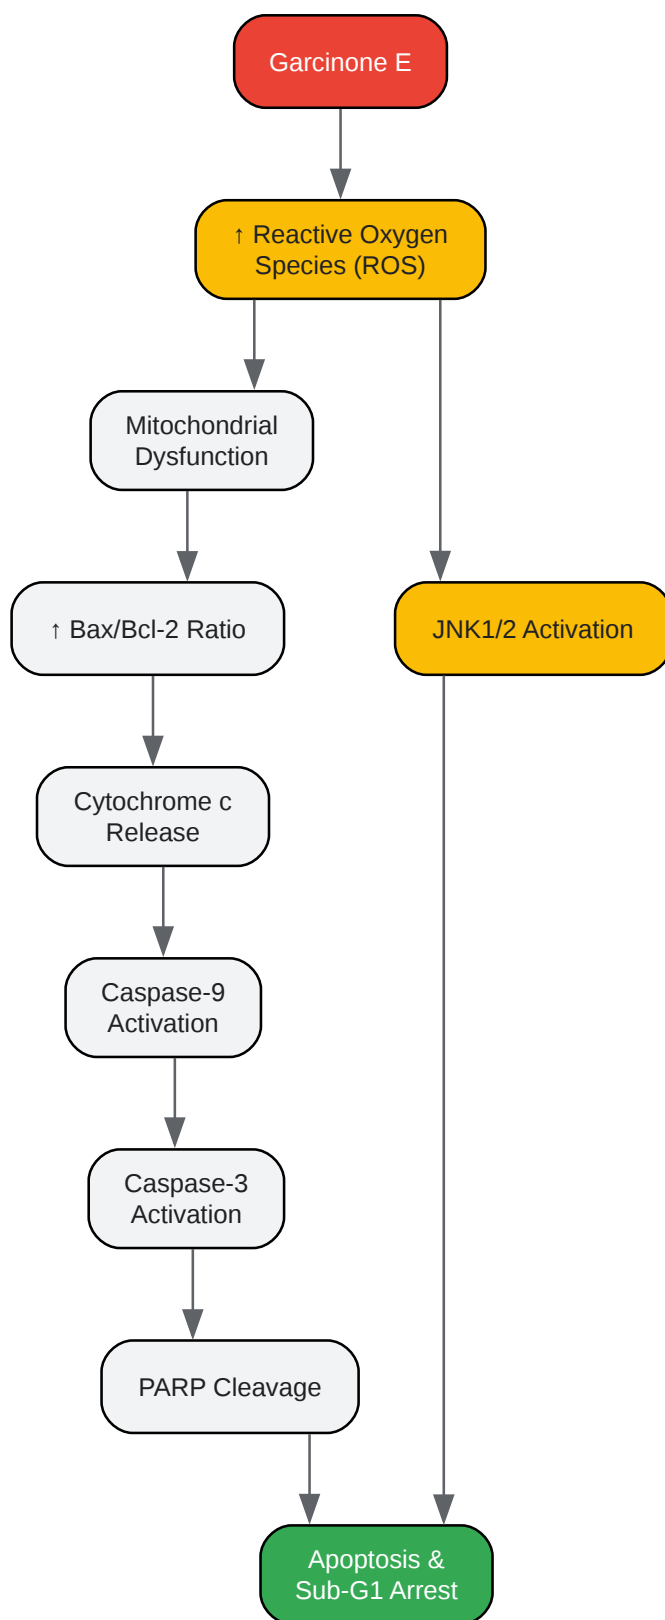 Garcinone E
↑ Reactive Oxygen
Species (ROS)
Mitochondrial
Dysfunction
↑ Bax/Bcl-2 Ratio
JNK1/2 Activation
Cytochrome c
Release
Caspase-9
Activation
Caspase-3
Activation
PARP Cleavage
Apoptosis &
Sub-G1 Arrest